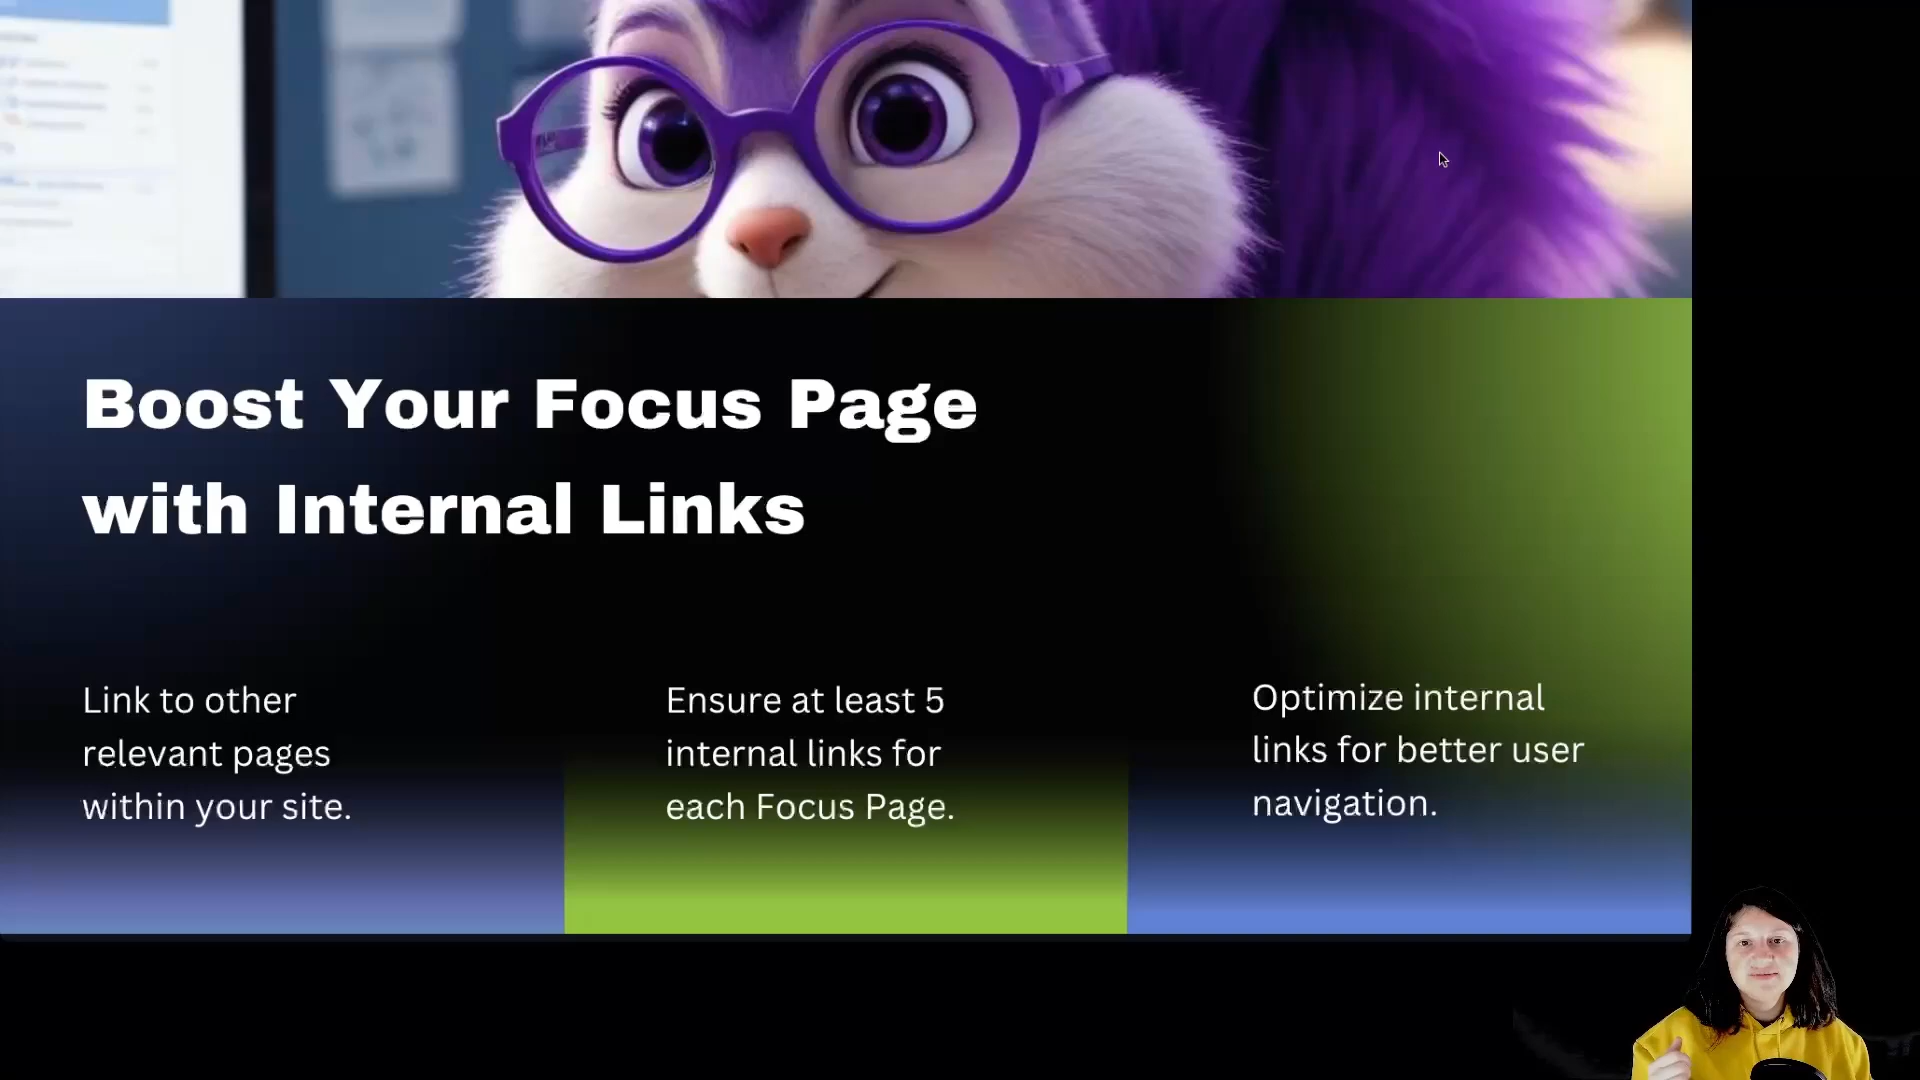 Boost Your Focus Page
with Internal Links
Link to other
relevant pages
within your site.
Ensure at least 5
internal links for
each Focus Page.
Optimize internal
links for better user
navigation.